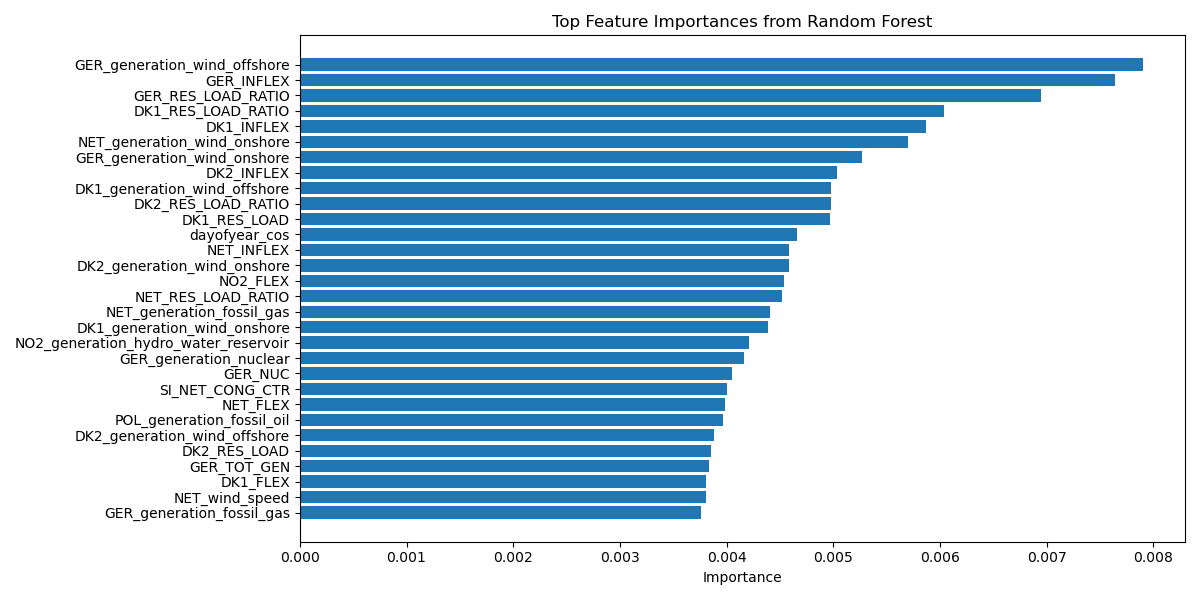 Top Feature Importances from Random Forest
GER_generation_wind_offshore
GER_INFLEX
GER_RES_LOAD_RATIO
DK1_RES_LOAD_RATIO
DK1_INFLEX
NET_generation_wind_onshore
GER_generation_wind_onshore
DK2_INFLEX
DK1_generation_wind_offshore
DK2_RES_LOAD_RATIO
DK1_RES_LOAD
dayofyear_cos
NET_INFLEX
DK2_generation_wind_onshore
NO2_FLEX
NET_RES_LOAD_RATIO
NET_generation_fossil_gas
DK1_generation_wind_onshore
NO2_generation_hydro_water_reservoir
GER_generation_nuclear
GER_NUC
SI_NET_CONG_CTR
NET_FLEX
POL_generation_fossil_oil
DK2_generation_wind_offshore
DK2_RES_LOAD
GER_TOT_GEN
DK1_FLEX
NET_wind_speed
GER_generation_fossil_gas
0.000 0.001 0.002 0.003 0.004 0.005 0.006 0.007 0.008
Importance